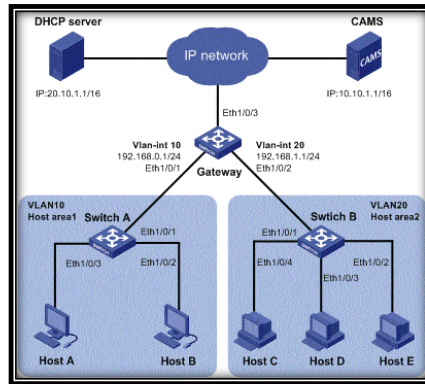 DHCP server
CAMS
IP network
CAMS
IP:20.10.1.1/16
IP:10.10.1.1/16
Eth1/0/3
Vlan-int 10
192.168.0.1/24
Eth1/0/1
Vlan-int 20
192.168.1.1/24
Eth1/0/2
Gateway
VLAN10
Host area1
Switch A
Eth1/0/1
Eth1/0/3
Eth1/0/2
Host A
Host B
VLAN20
Host area2
Swtich B
Eth1/0/1
Eth1/0/2
Eth1/0/4
Eth1/0/3
Host C
Host D
Host E